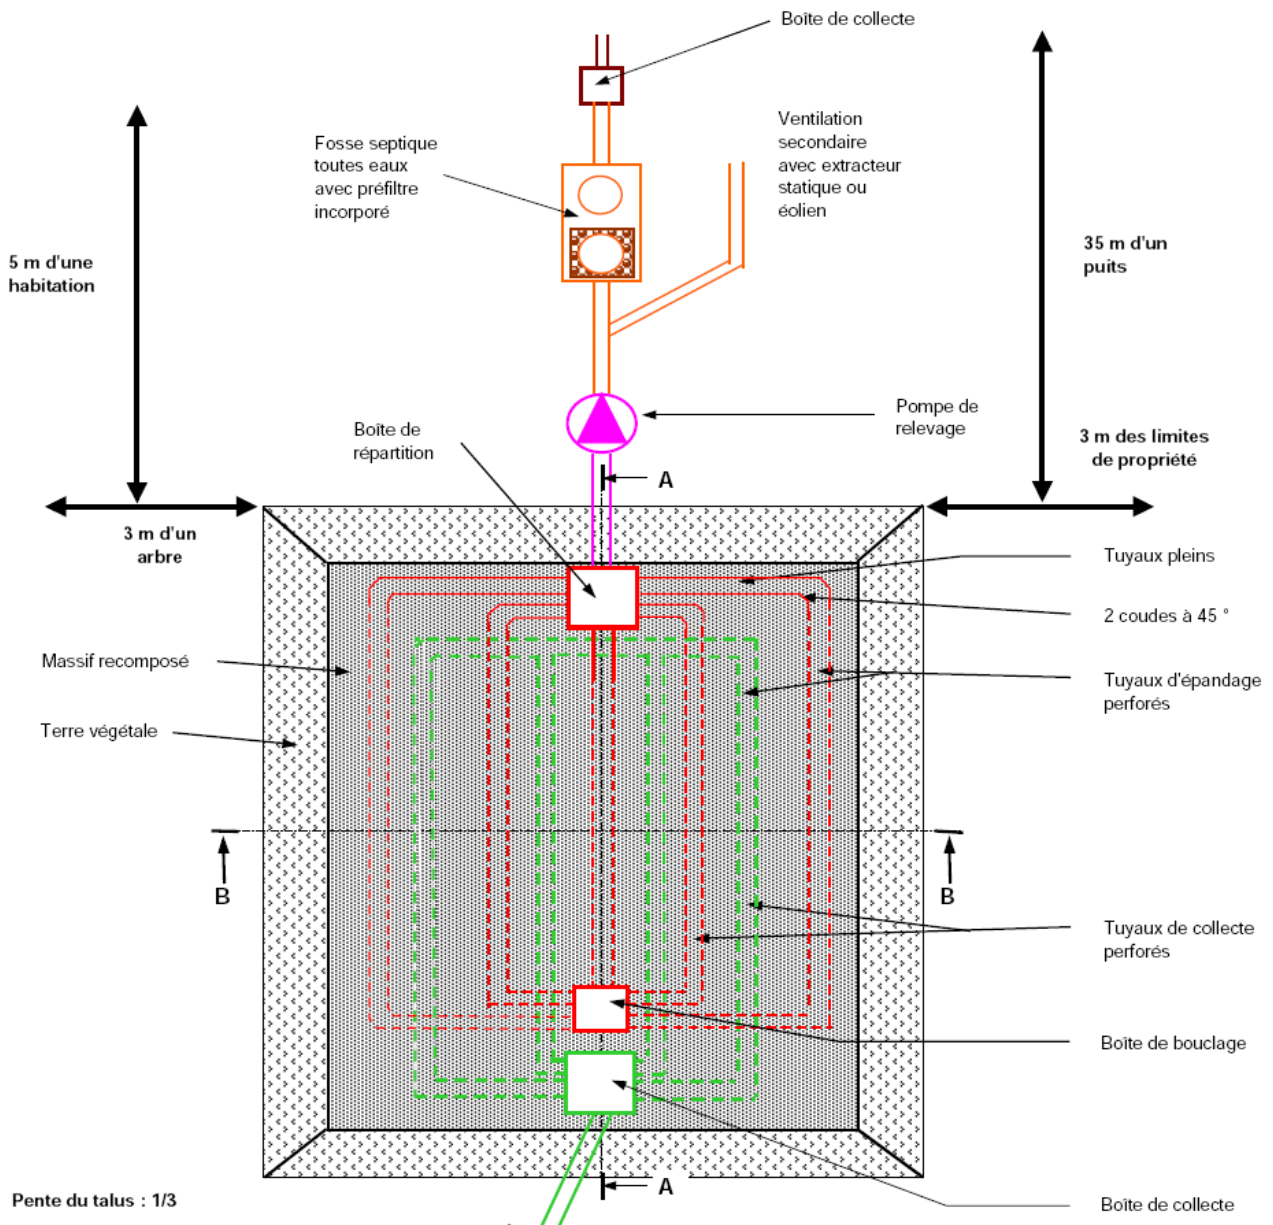 Boîte de collecte
Ventilation
secondaire
avec extracteur
statique ou
éolien
Fosse septique
toutes eaux
avec préfiltre
incorporé
5 m d'une
habitation
35 m d'un
puits
Pompe de
relevage
Boîte de
répartition
3 m des limites
de propriété
A
3 m d'un
arbre
Tuyaux pleins
2 coudes à 45 °
Massif recomposé
Tuyaux d'épandage
perforés
Terre végétale
B
B
Tuyaux de collecte
perforés
Boîte de bouclage
A
Pente du talus : 1/3
Boîte de collecte